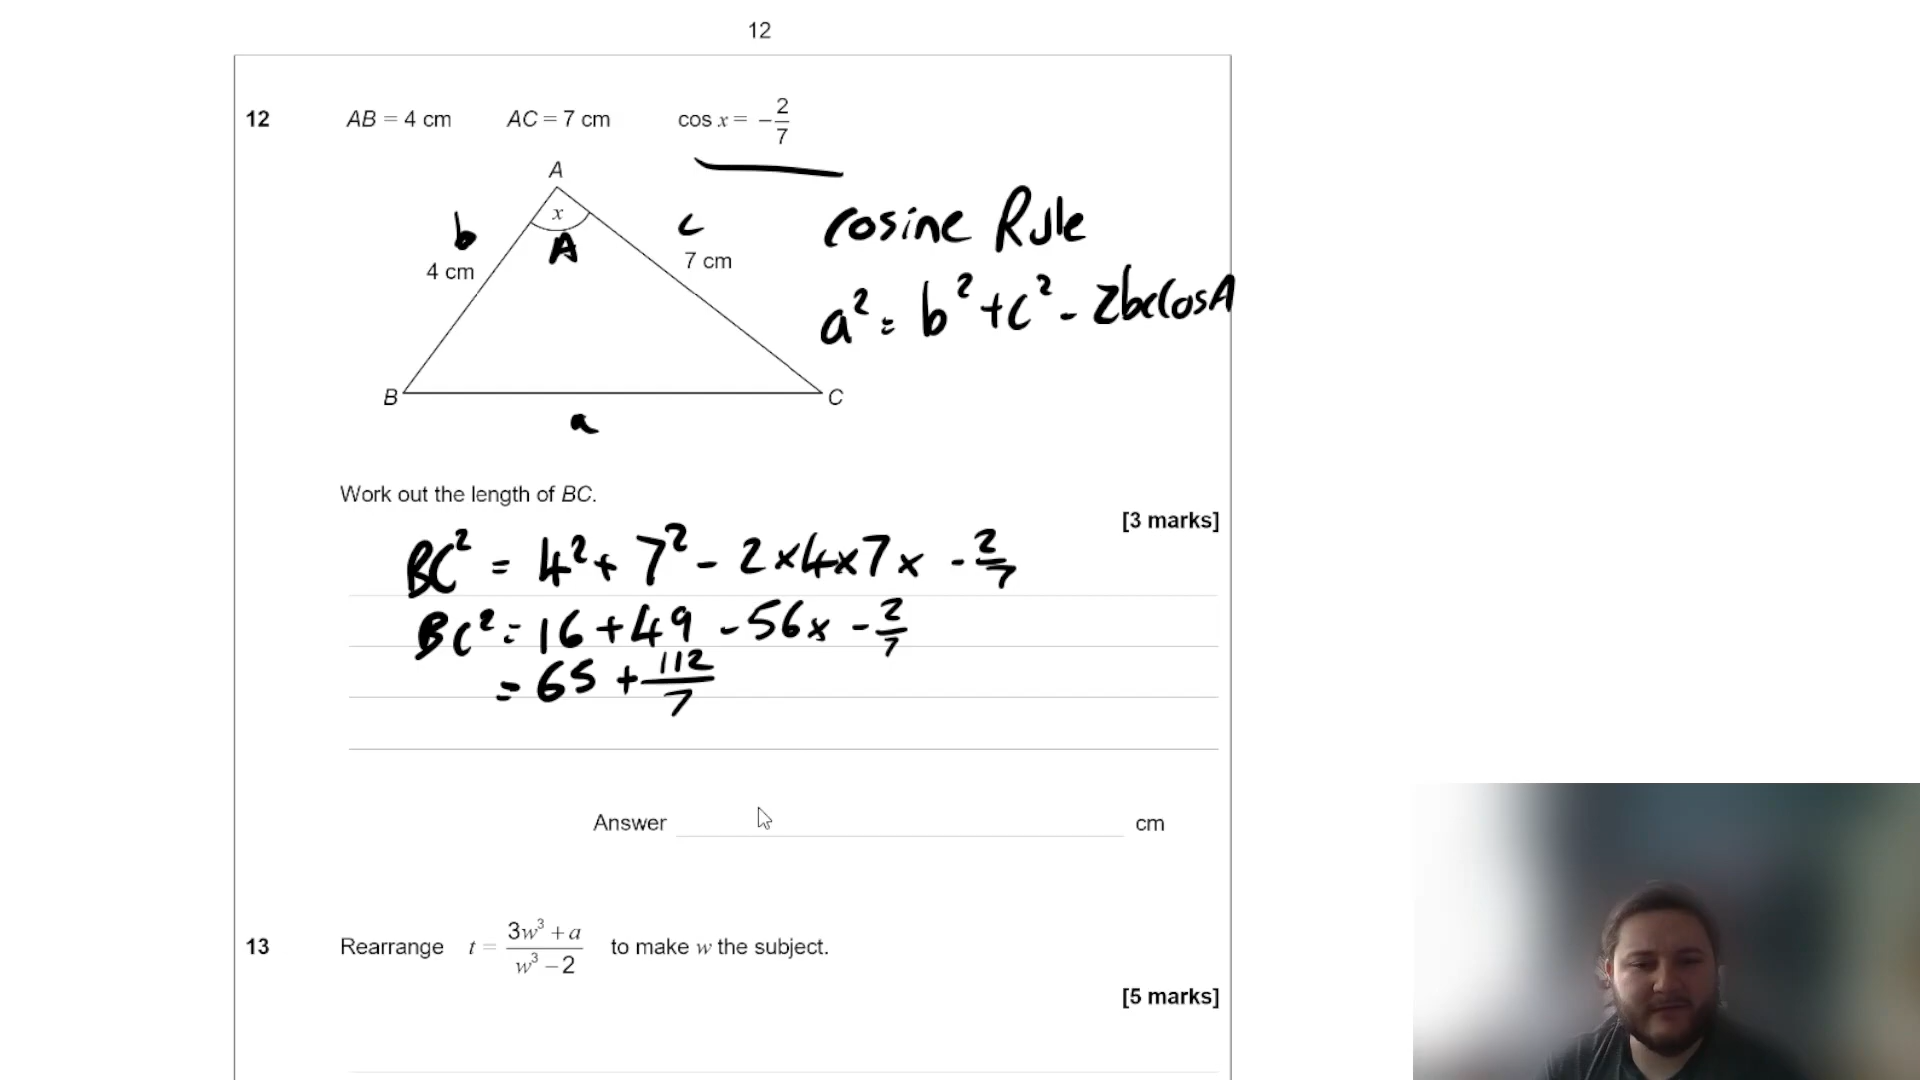 12
12 AB = 4 cm AC = 7 cm cos x = −2/7
A
x
b
c
A
4 cm
7 cm
cosine Rule
a² = b² + c² - 2bc cosA
B
C
a
Work out the length of BC.
[3 marks]
BC² = 4² + 7² - 2×4×7× -2/7
BC² = 16 + 49 - 56 × -2/7
= 65 + 112/7
Answer cm
13 Rearrange t = (3w³ + a)/(w³ − 2) to make w the subject.
[5 marks]